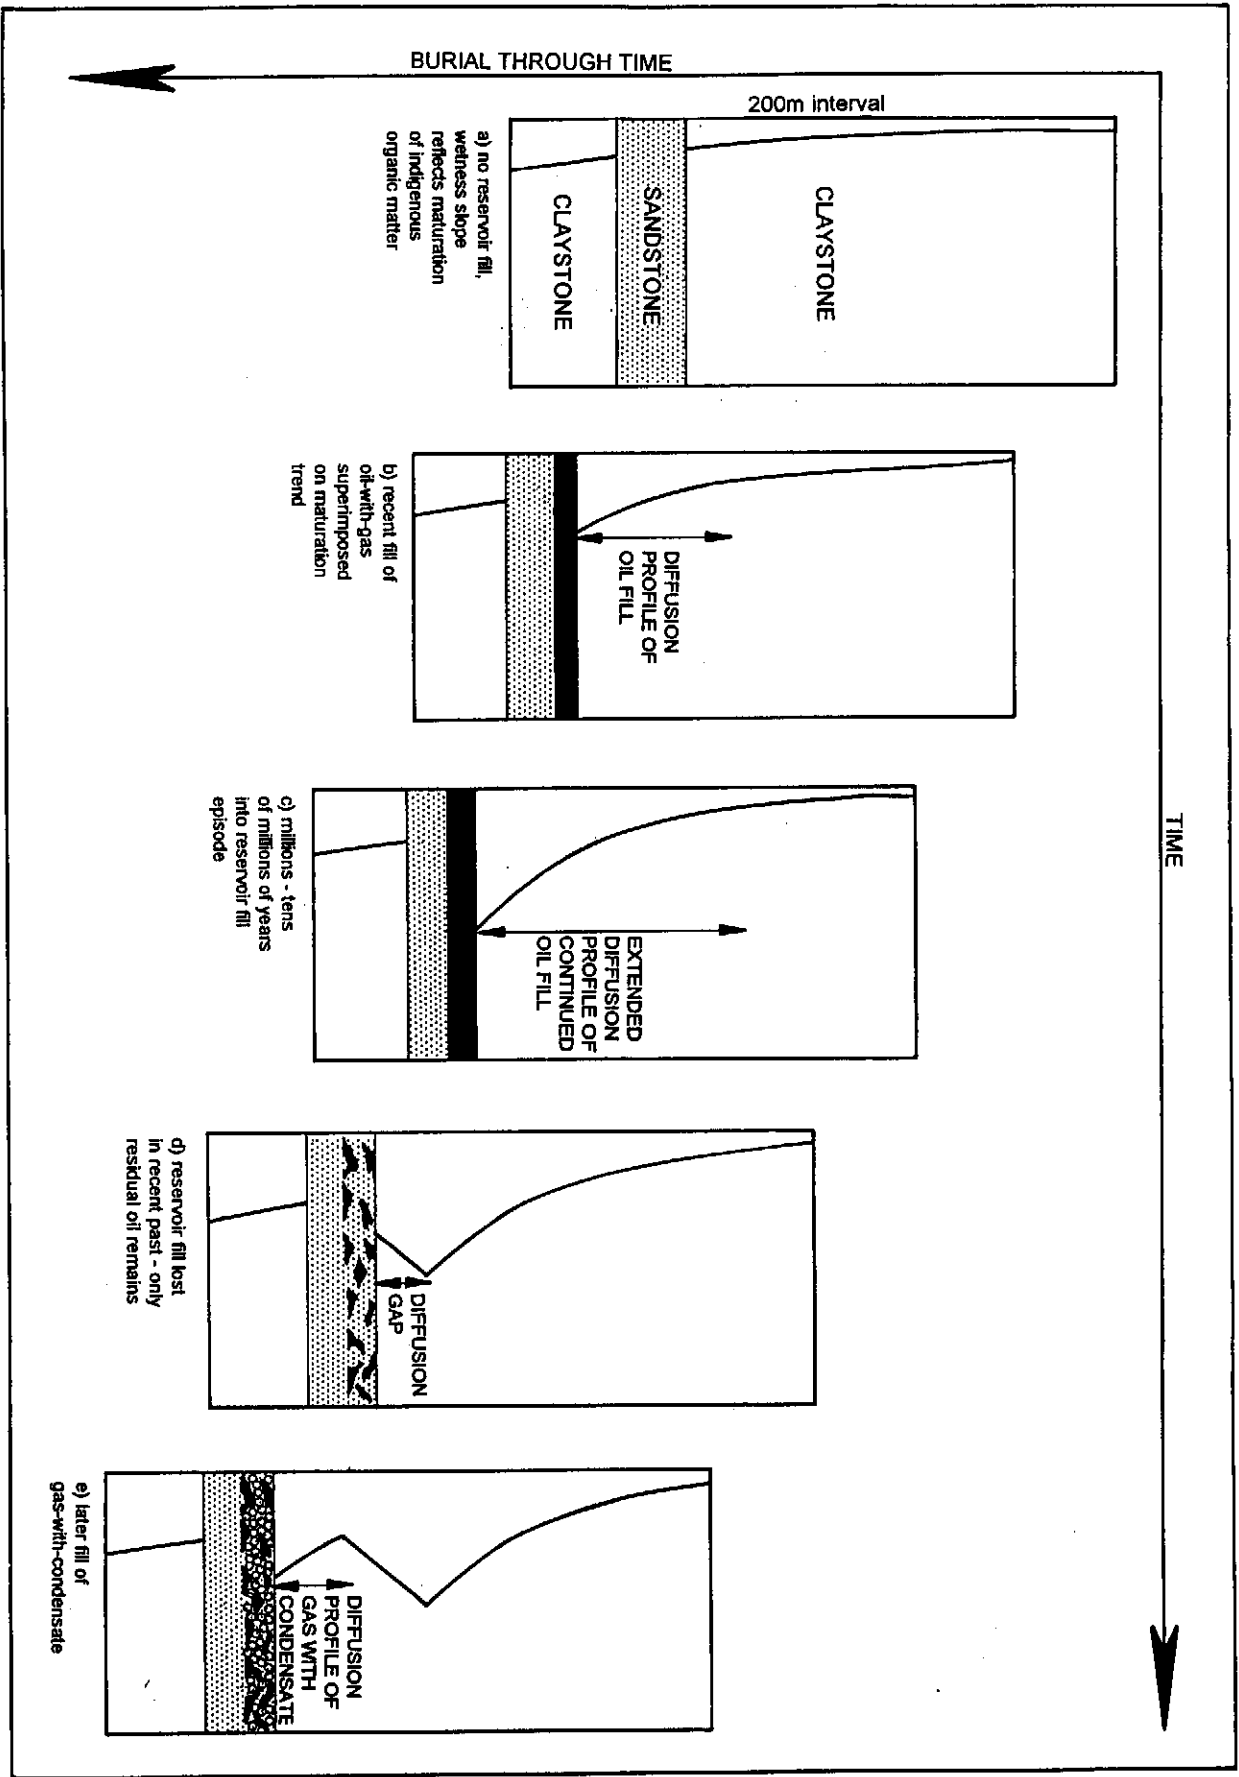 TIME
BURIAL THROUGH TIME
200m interval
CLAYSTONE
SANDSTONE
CLAYSTONE
a) no reservoir fill,
wetness slope
reflects maturation
of indigenous
organic matter
DIFFUSION
PROFILE OF
OIL FILL
b) recent fill of
oil-with-gas
superimposed
on maturation
trend
EXTENDED
DIFFUSION
PROFILE OF
CONTINUED
OIL FILL
c) millions - tens
of millions of years
into reservoir fill
episode
DIFFUSION
GAP
d) reservoir fill lost
in recent past - only
residual oil remains
DIFFUSION
PROFILE OF
GAS WITH
CONDENSATE
e) later fill of
gas-with-condensate